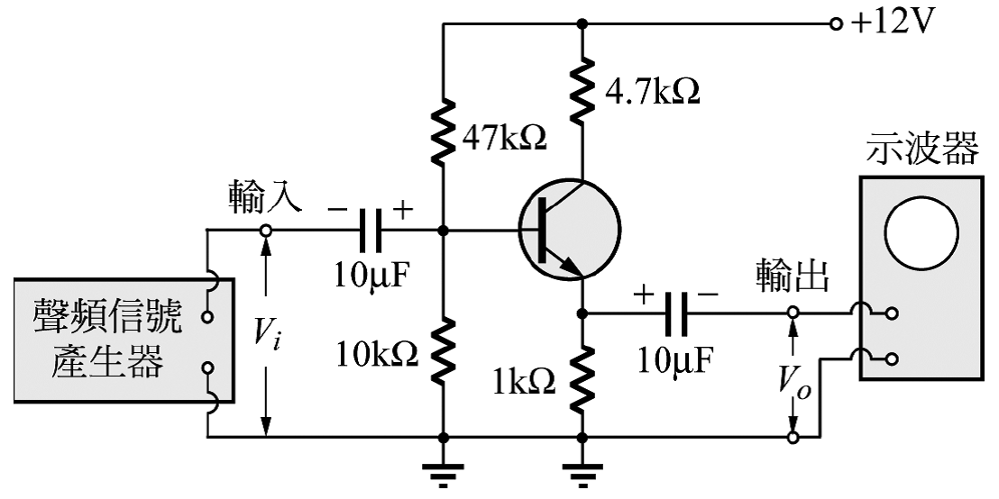 +12V
4.7kΩ
47kΩ
示波器
輸入
− +
10μF
輸出
+ −
聲頻信號
產生器
Vi
10kΩ
1kΩ
10μF
Vo